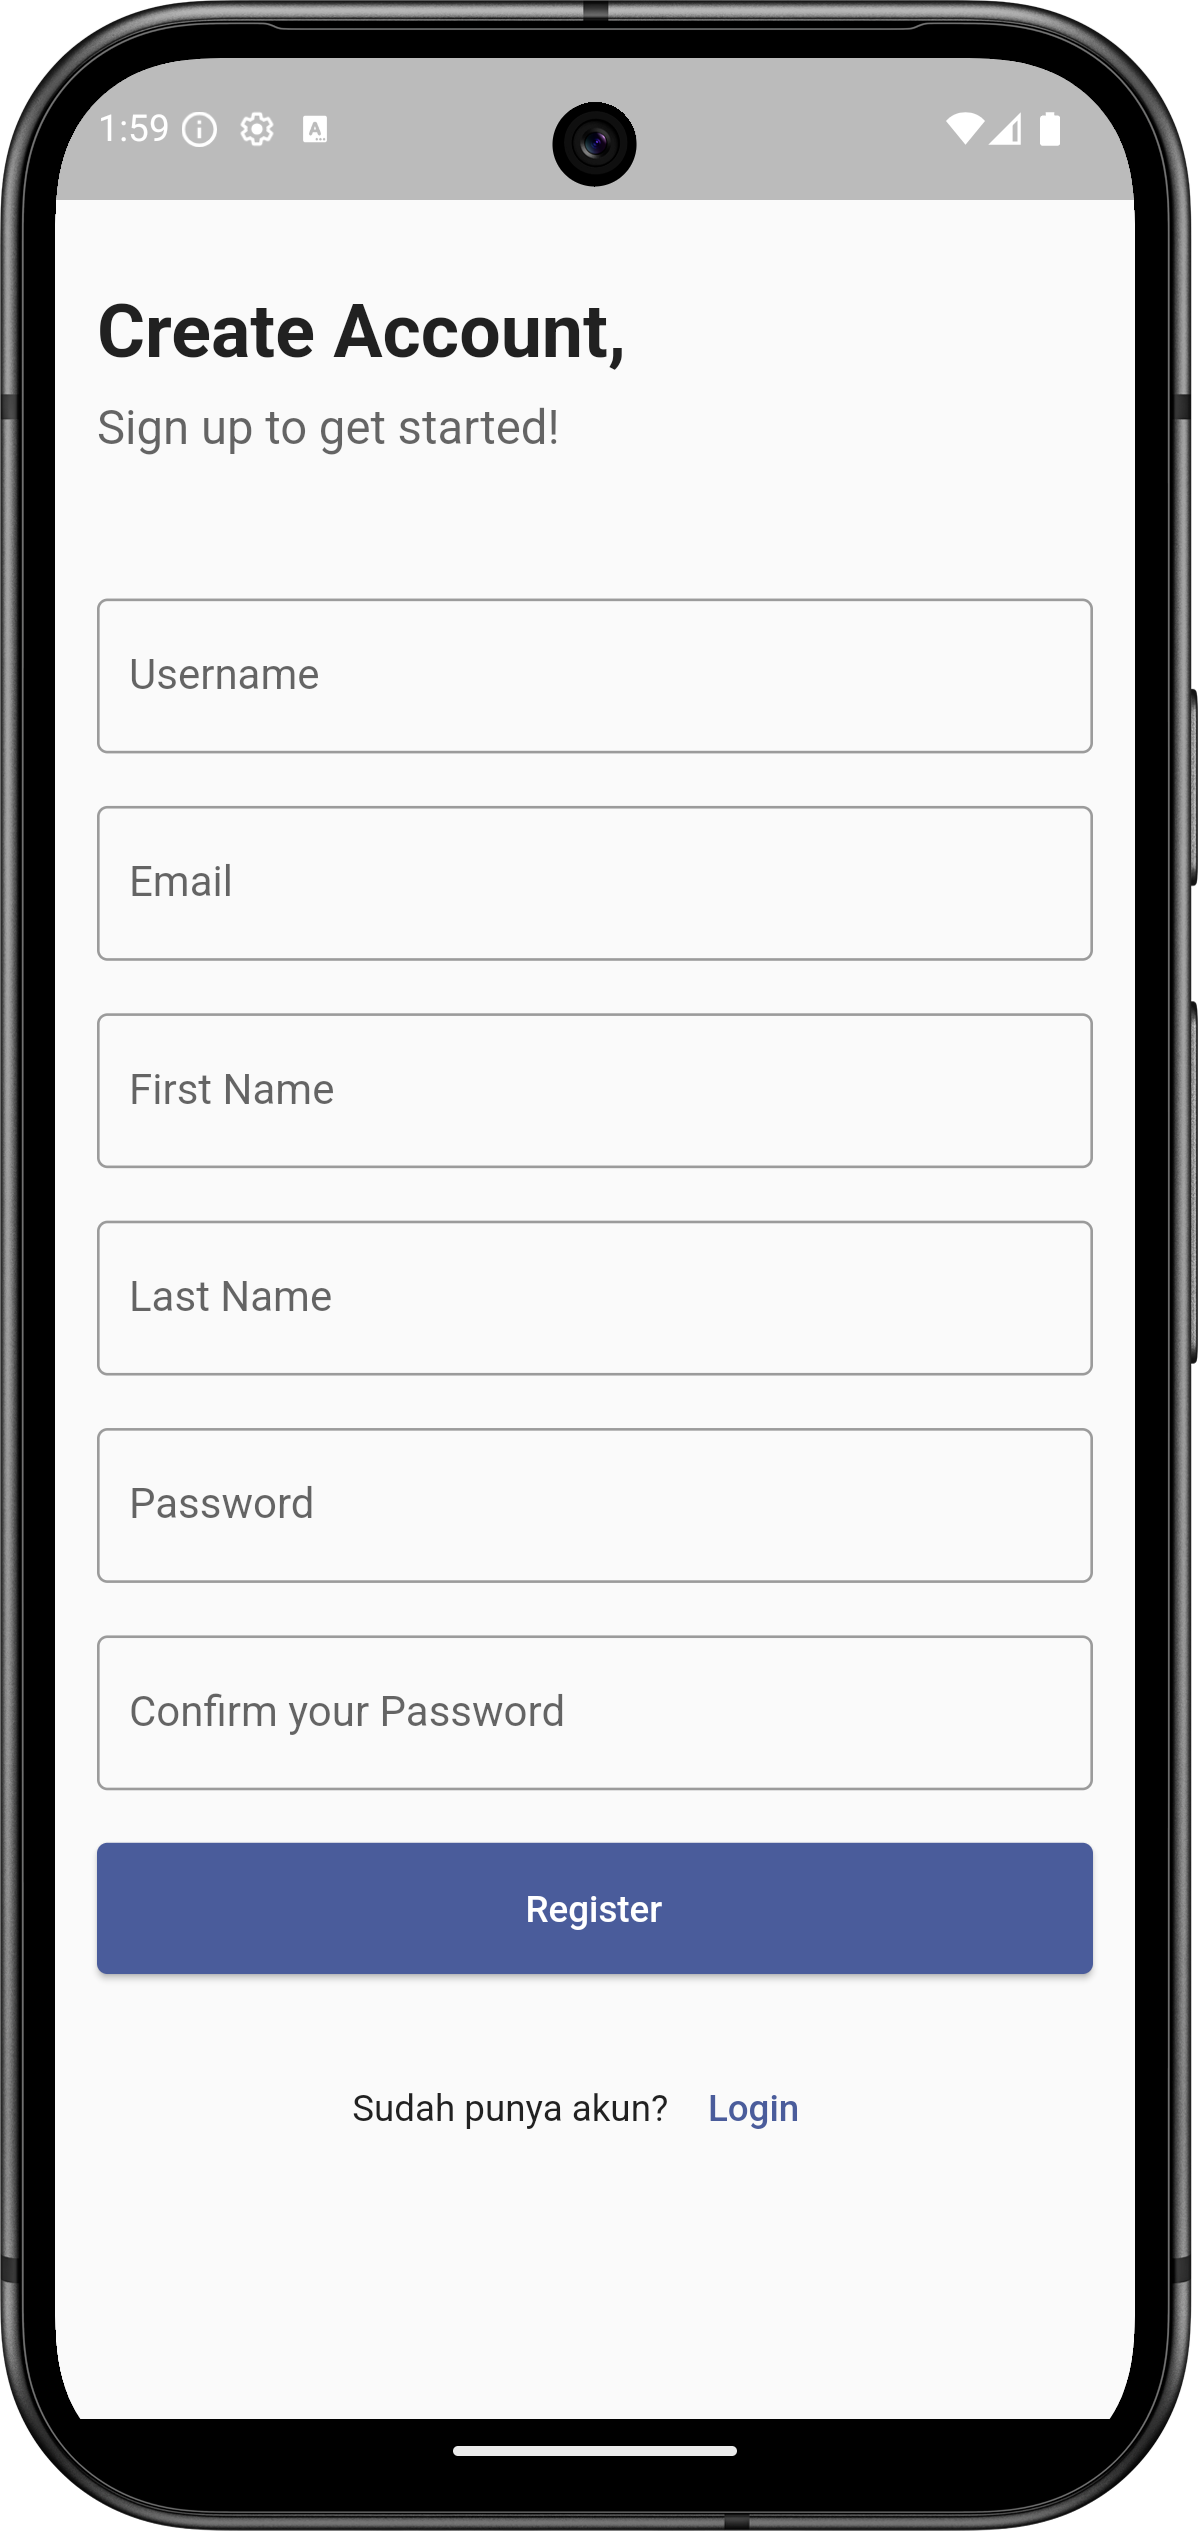 1:59
Create Account,
Sign up to get started!
Username
Email
First Name
Last Name
Password
Confirm your Password
Register
Sudah punya akun? Login